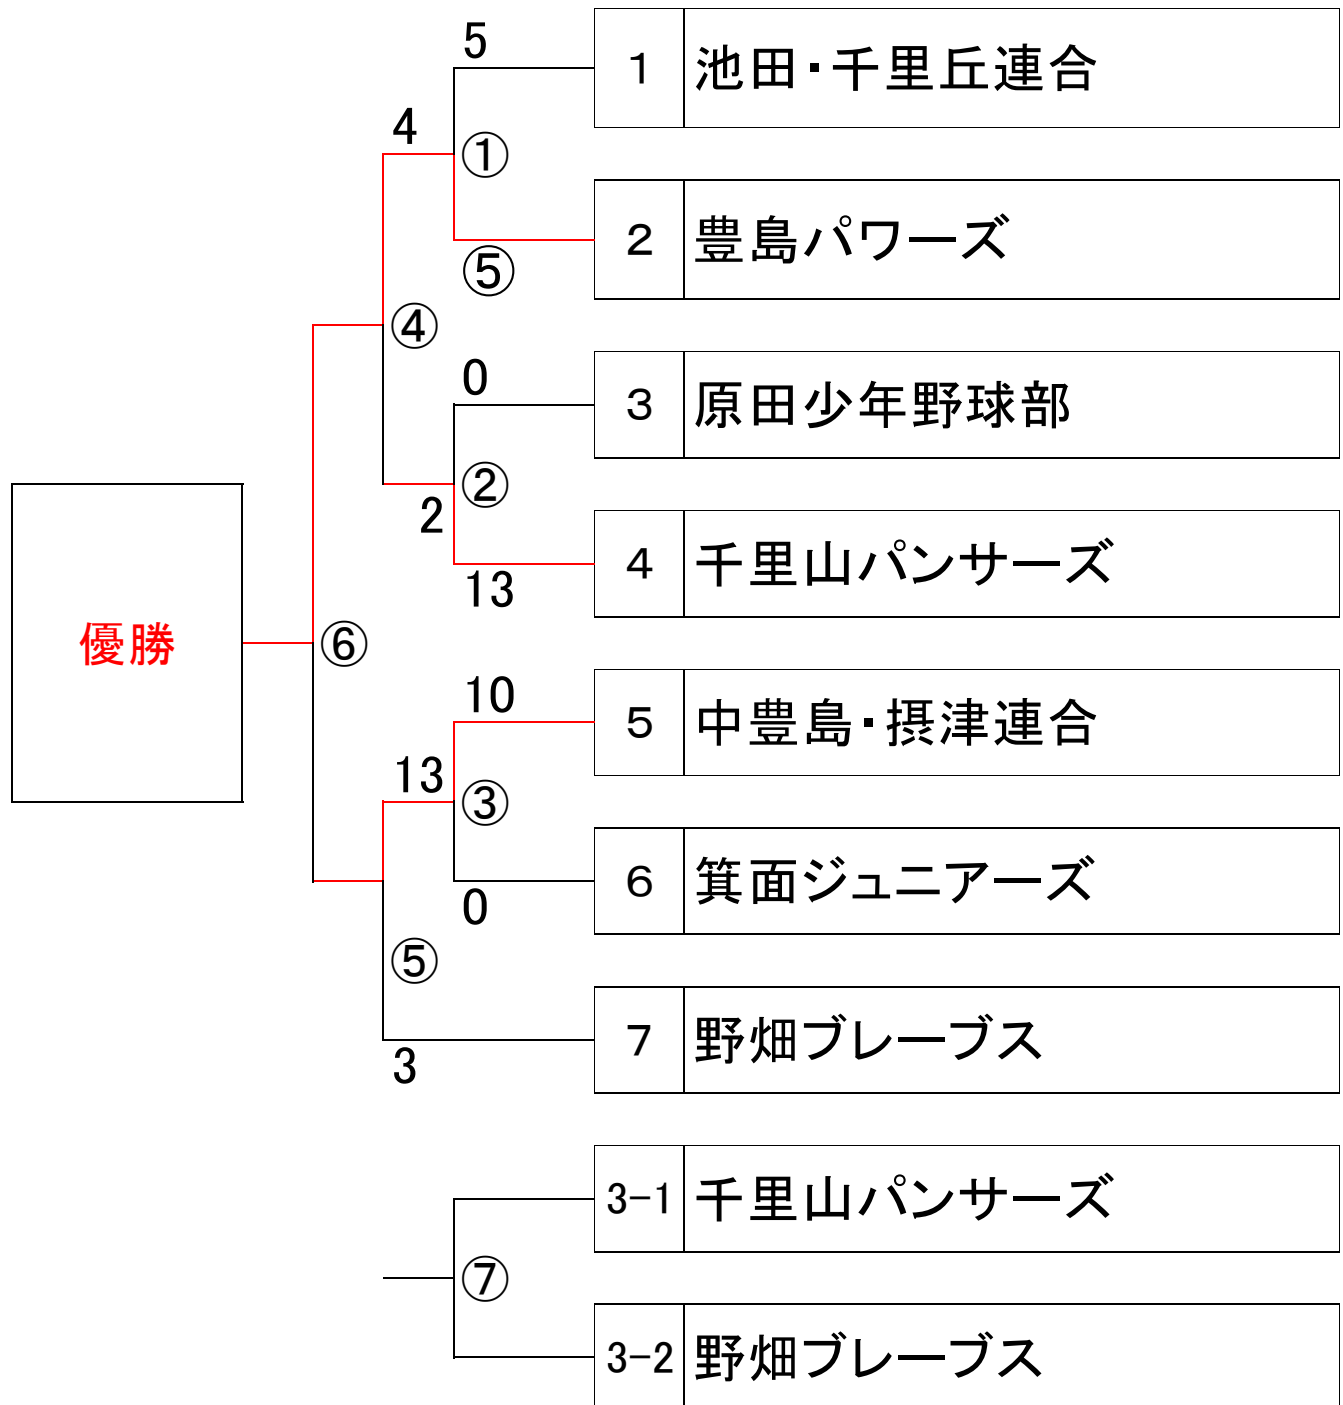 5
1 池田・千里丘連合
4
①
2 豊島パワーズ
⑤
④
0
3 原田少年野球部
②
2
4 千里山パンサーズ
13
優勝
⑥
10
5 中豊島・摂津連合
13
③
6 箕面ジュニアーズ
0
⑤
7 野畑ブレーブス
3
3-1 千里山パンサーズ
⑦
3-2 野畑ブレーブス